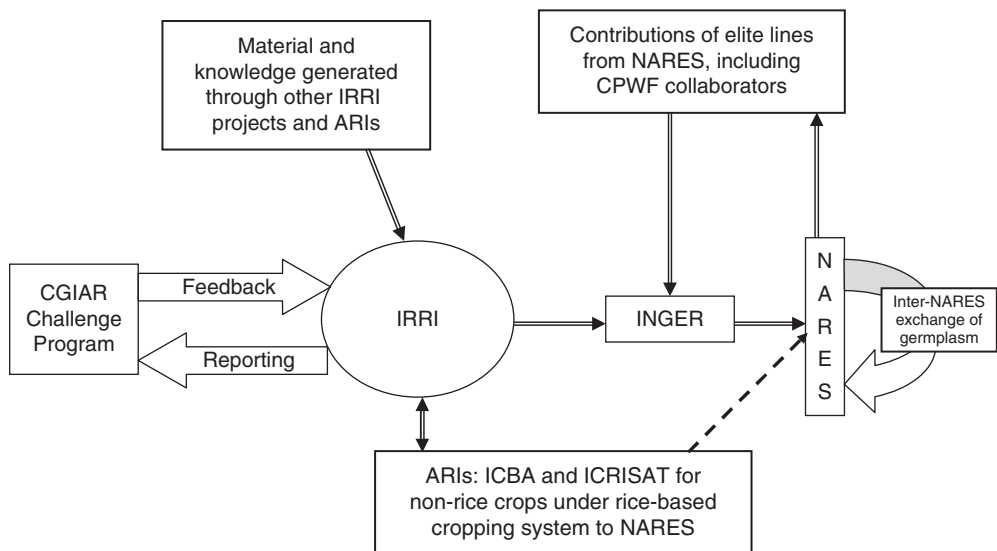 Material and
knowledge generated
through other IRRI
projects and ARIs
Contributions of elite lines
from NARES, including
CPWF collaborators
CGIAR
Challenge
Program
Feedback
Reporting
IRRI
INGER
N
A
R
E
S
Inter-NARES
exchange of
germplasm
ARIs: ICBA and ICRISAT for
non-rice crops under rice-based
cropping system to NARES